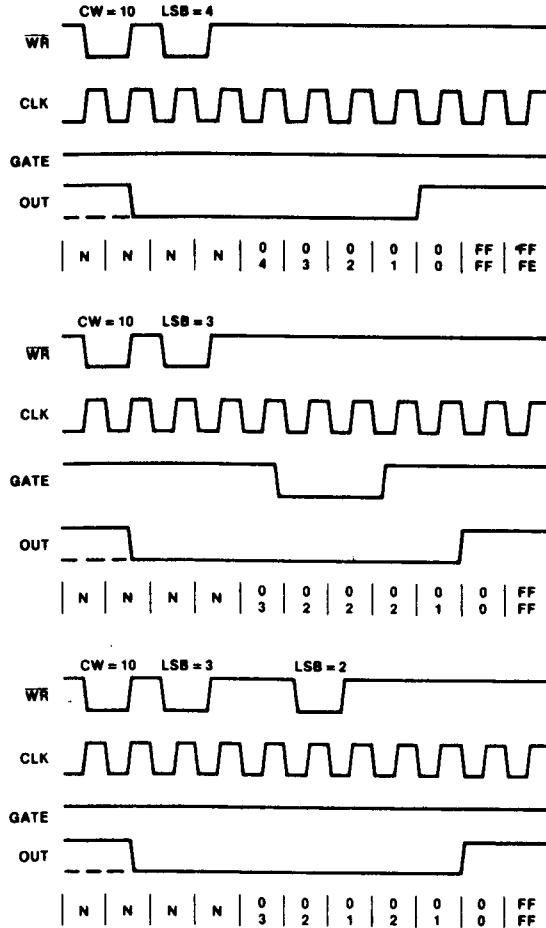 CW = 10 LSB = 4
WR
CLK
GATE
OUT
N N N N 0 0 0 0 0 FF FF
4 3 2 1 0 FF FE
CW = 10 LSB = 3
WR
CLK
GATE
OUT
N N N N 0 0 0 0 0 0 FF
3 2 2 2 1 0 FF
CW = 10 LSB = 3 LSB = 2
WR
CLK
GATE
OUT
N N N N 0 0 0 0 0 0 FF
3 2 1 2 1 0 FF